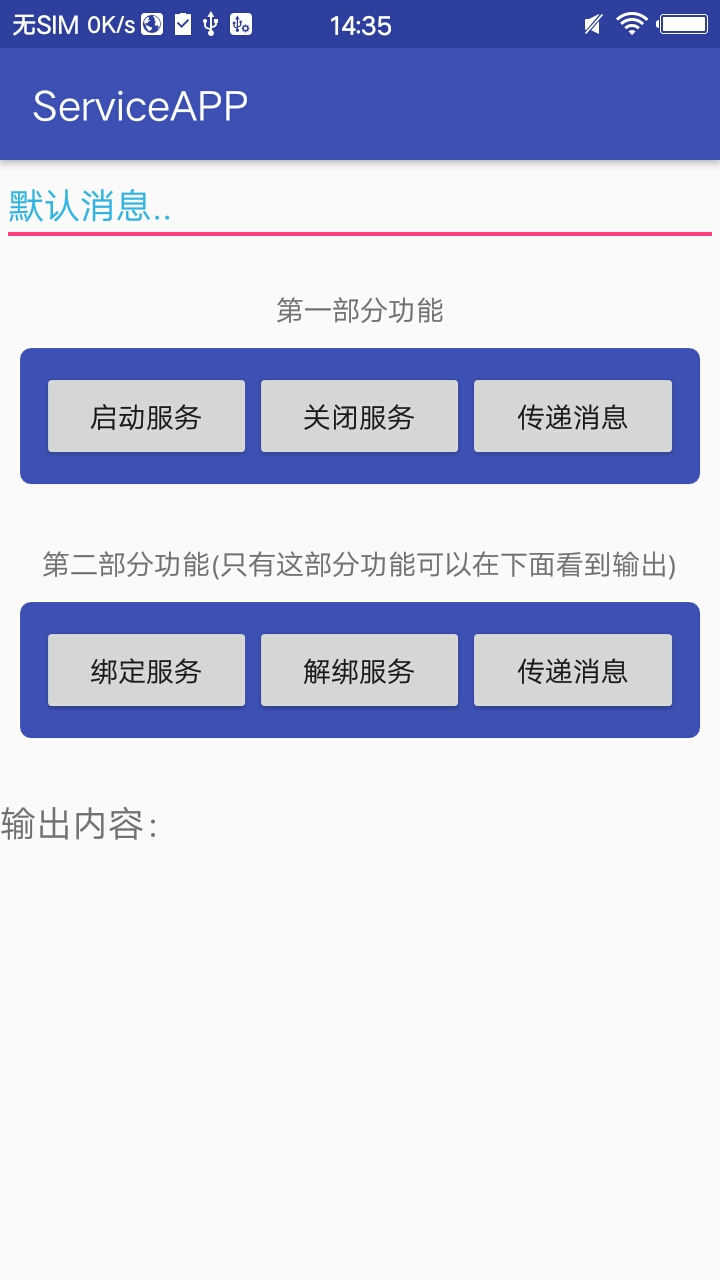 无SIM 0K/s 14:35
ServiceAPP
默认消息..
第一部分功能
启动服务 关闭服务 传递消息
第二部分功能(只有这部分功能可以在下面看到输出)
绑定服务 解绑服务 传递消息
输出内容：